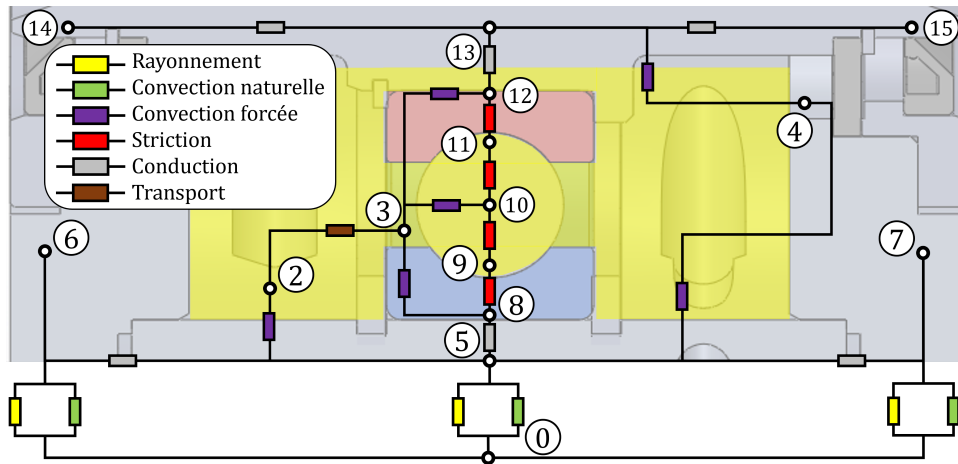 14
15
13
Rayonnement
Convection naturelle
Convection forcée
Striction
Conduction
Transport
12
4
11
3
10
6
7
9
2
8
5
0